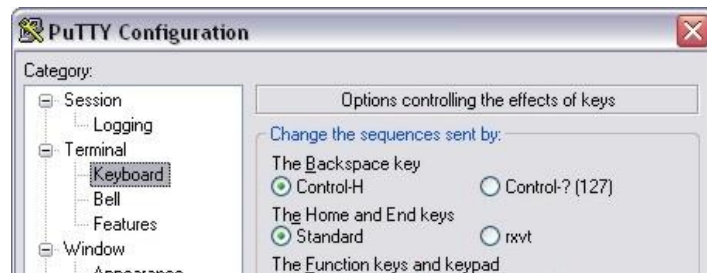 PuTTY Configuration
Category:
Session
Logging
Terminal
Keyboard
Bell
Features
Window
Appearance
Options controlling the effects of keys
Change the sequences sent by:
The Backspace key
Control-H
Control-? (127)
The Home and End keys
Standard
rxvt
The Function keys and keypad